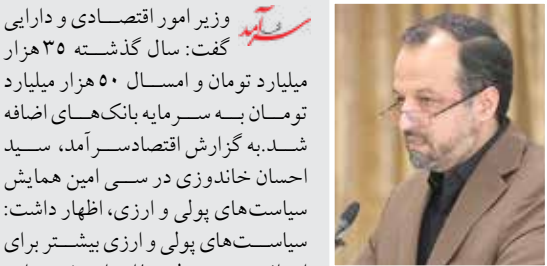 سرآمد
وزیر امور اقتصادی و دارایی
گفت: سال گذشته ۳۵ هزار
میلیارد تومان و امسال ۵۰ هزار میلیارد
تومان به سرمایه بانک‌های اضافه
شد.به گزارش اقتصادسرآمد، سید
احسان خاندوزی در سی امین همایش
سیاست‌های پولی و ارزی، اظهار داشت:
سیاست‌های پولی و ارزی بیشتر برای